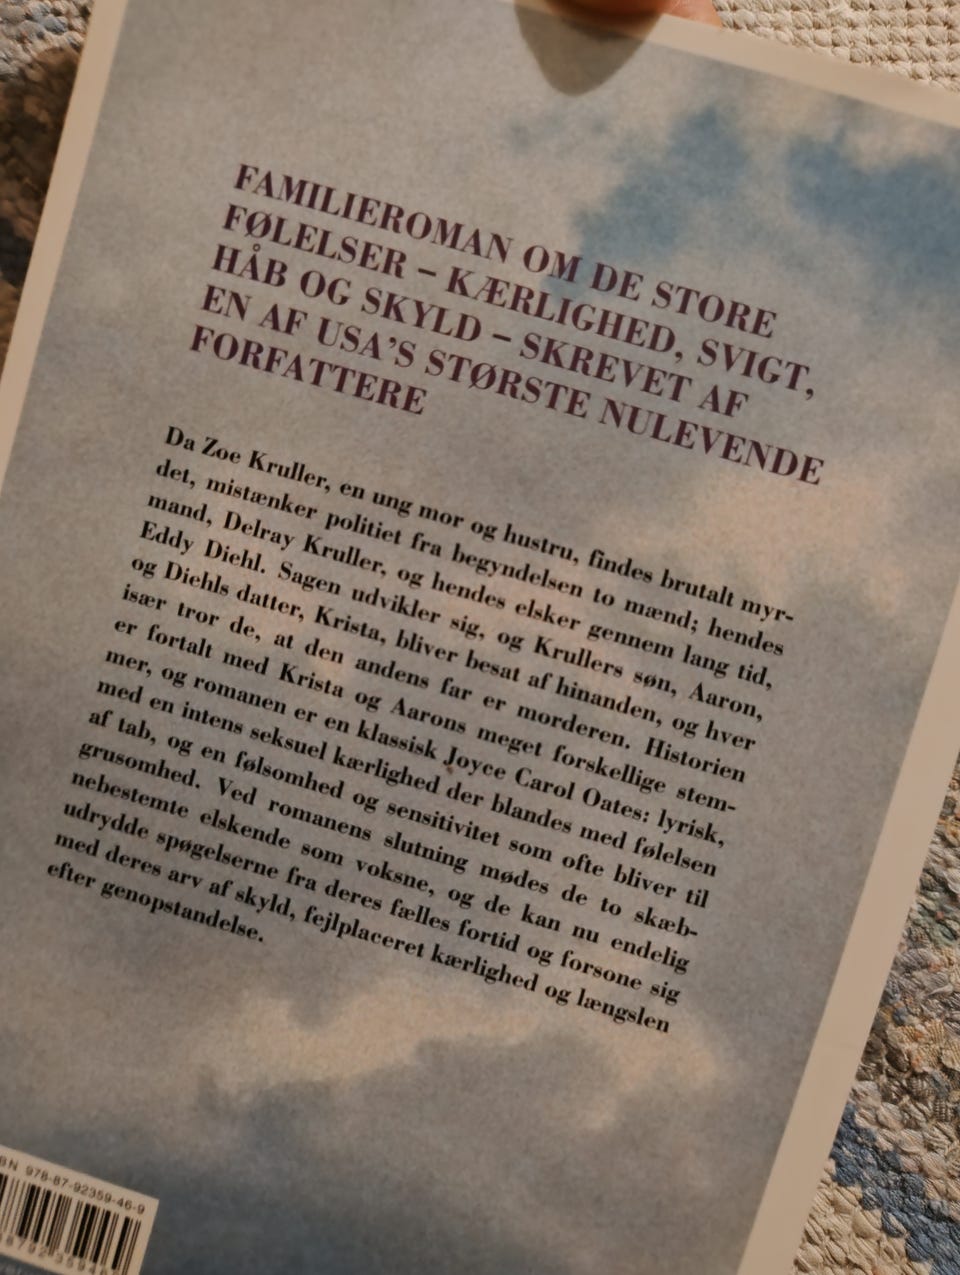 FAMILIEROMAN OM DE STORE
FØLELSER – KÆRLIGHED, SVIGT,
HÅB OG SKYLD – SKREVET AF
EN AF USA'S STØRSTE NULEVENDE
FORFATTERE
Da Zoe Kruller, en ung mor og hustru, findes brutalt myr-
det, mistænker politiet fra begyndelsen to mænd; hendes
mand, Delray Kruller, og hendes elsker gennem lang tid,
Eddy Diehl. Sagen udvikler sig, og Krullers søn, Aaron,
og Diehls datter, Krista, bliver besat af hinanden, og hver
især tror de, at den andens far er morderen. Historien
er fortalt med Krista og Aarons meget forskellige stem-
mer, og romanen er en klassisk Joyce Carol Oates: lyrisk,
med en intens seksuel kærlighed der blandes med følelsen
af tab, og en følsomhed og sensitivitet som ofte bliver til
grusomhed. Ved romanens slutning mødes de to skæb-
nebestemte elskende som voksne, og de kan nu endelig
uddrydde spøgelserne fra deres fælles fortid og forsone sig
med deres arv af skyld, fejlplaceret kærlighed og længslen
efter genopstandelse.
BN 978-87-92359-46-9